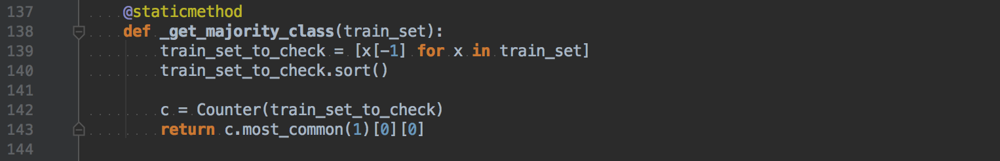 137 @staticmethod
138 def _get_majority_class(train_set):
139 train_set_to_check = [x[-1] for x in train_set]
140 train_set_to_check.sort()
141
142 c = Counter(train_set_to_check)
143 return c.most_common(1)[0][0]
144